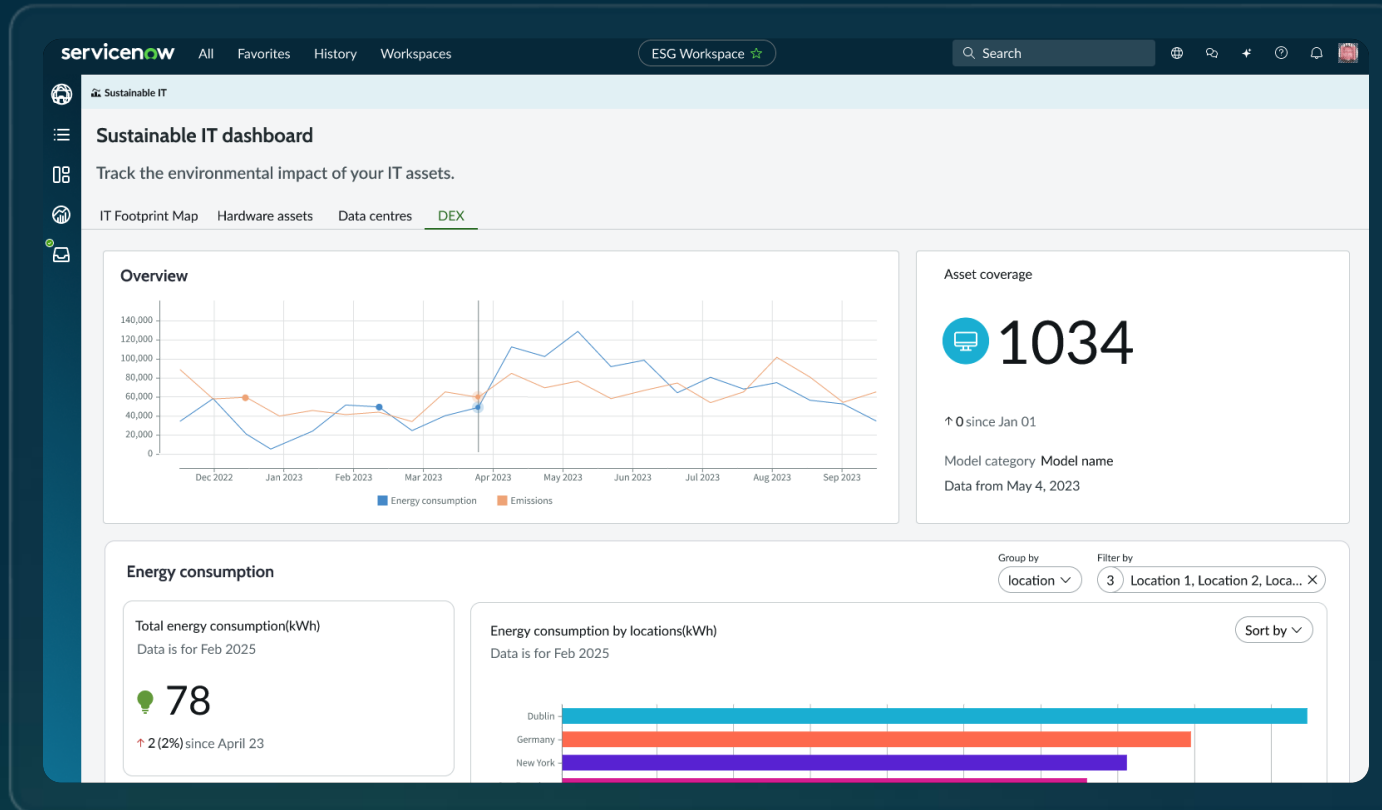 servicenow All Favorites History Workspaces ESG Workspace Search
Sustainable IT
Sustainable IT dashboard
Track the environmental impact of your IT assets.
IT Footprint Map Hardware assets Data centres DEX
Overview
140,000
120,000
100,000
80,000
60,000
40,000
20,000
0
Dec 2022 Jan 2023 Feb 2023 Mar 2023 Apr 2023 May 2023 Jun 2023 Jul 2023 Aug 2023 Sep 2023
Energy consumption Emissions
Asset coverage
1034
↑ 0 since Jan 01
Model category Model name
Data from May 4, 2023
Energy consumption
Group by
location
Filter by
3 Location 1, Location 2, Loca...
Total energy consumption(kWh)
Data is for Feb 2025
78
↑ 2 (2%) since April 23
Energy consumption by locations(kWh)
Data is for Feb 2025
Sort by
Dublin
Germany
New York